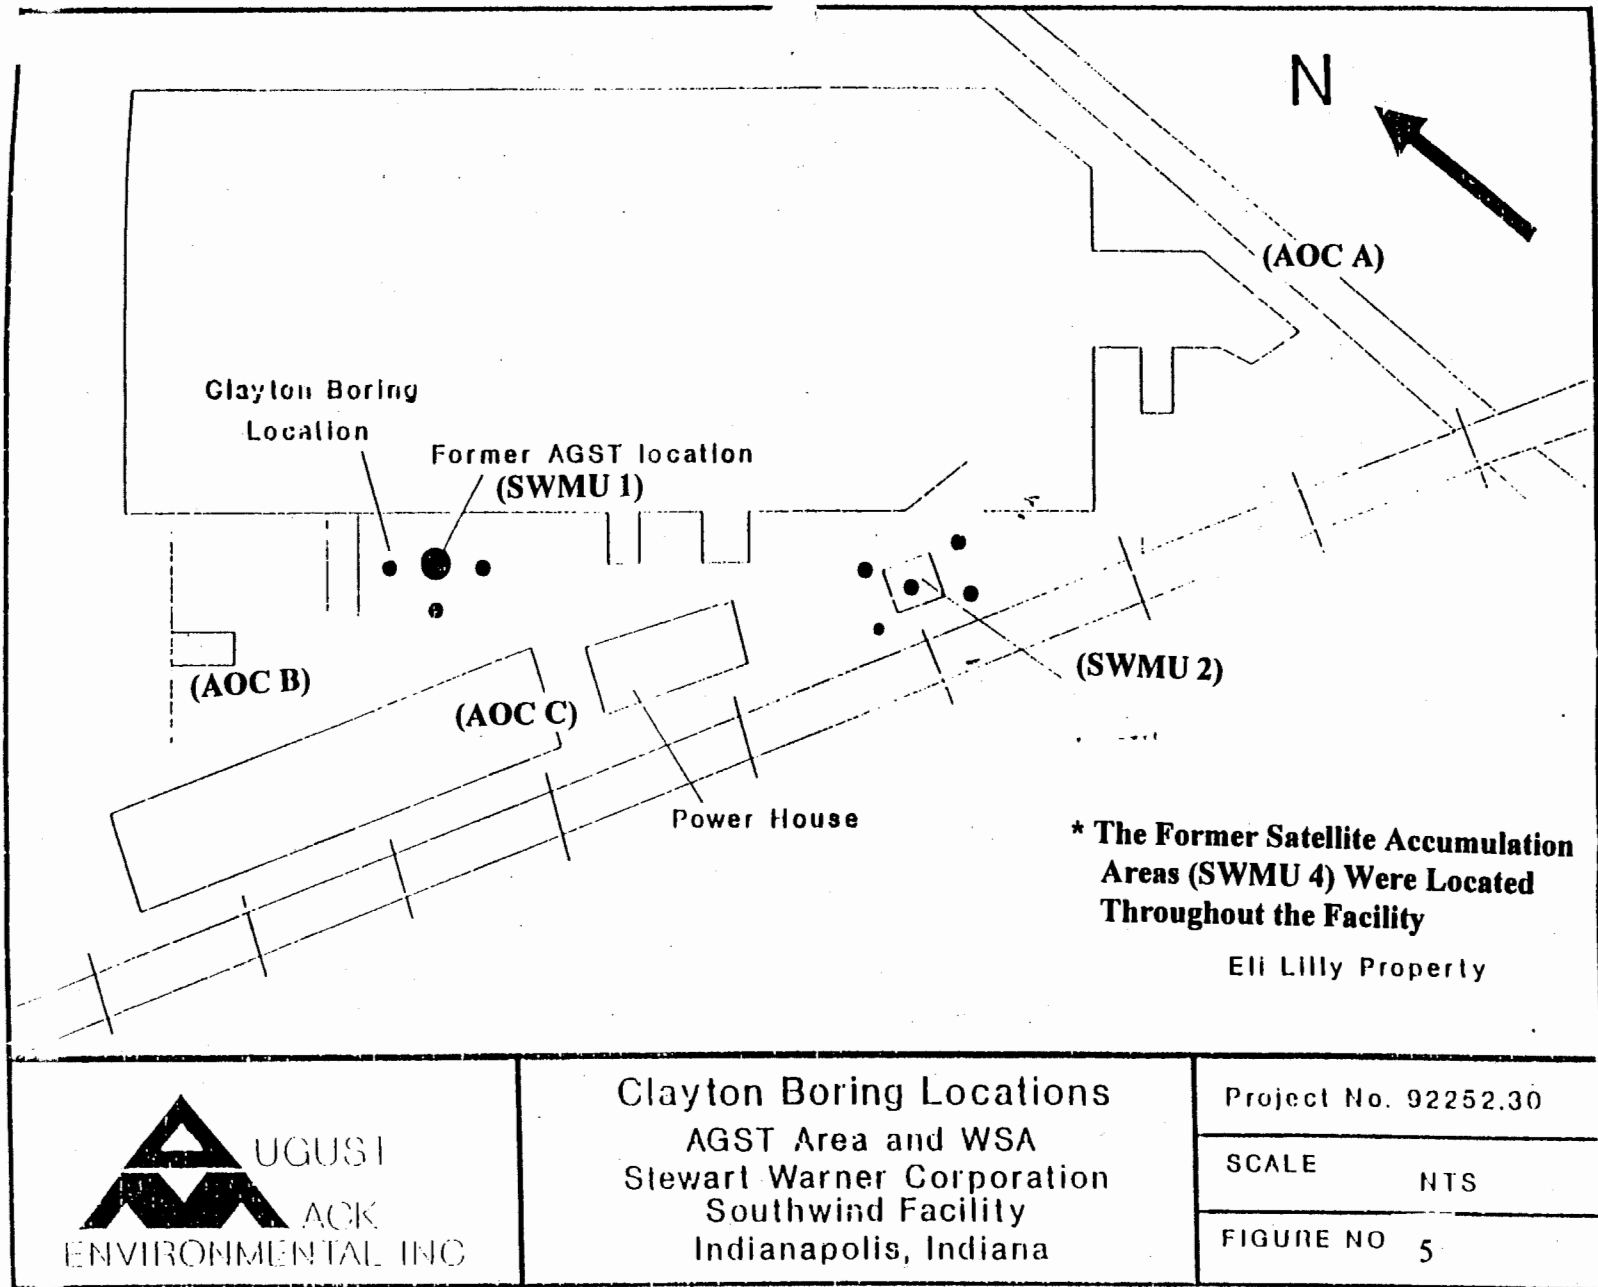 N
(AOC A)
Clayton Boring
Location
Former AGST location
(SWMU 1)
(AOC B)
(AOC C)
(SWMU 2)
Power House
* The Former Satellite Accumulation
Areas (SWMU 4) Were Located
Throughout the Facility
Eli Lilly Property
UGUST
ACK
ENVIRONMENTAL INC
Clayton Boring Locations
AGST Area and WSA
Stewart Warner Corporation
Southwind Facility
Indianapolis, Indiana
Project No. 92252.30
SCALE NTS
FIGURE NO 5